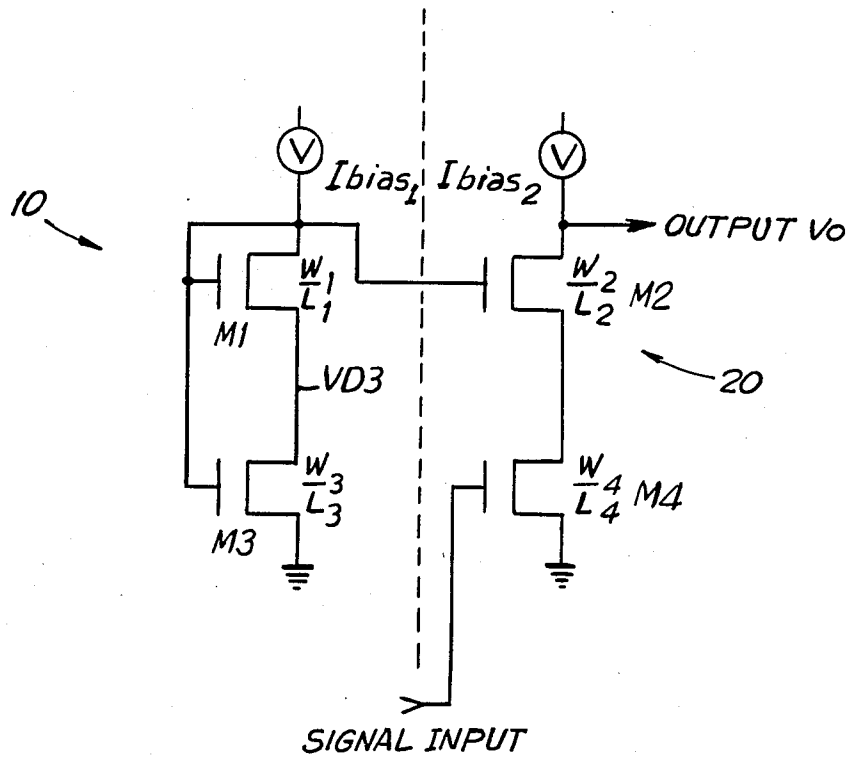 V
V
Ibias1
Ibias2
10
OUTPUT Vo
W1
L1
M1
W2
L2
M2
VD3
20
W3
L3
M3
W4
L4
M4
SIGNAL INPUT